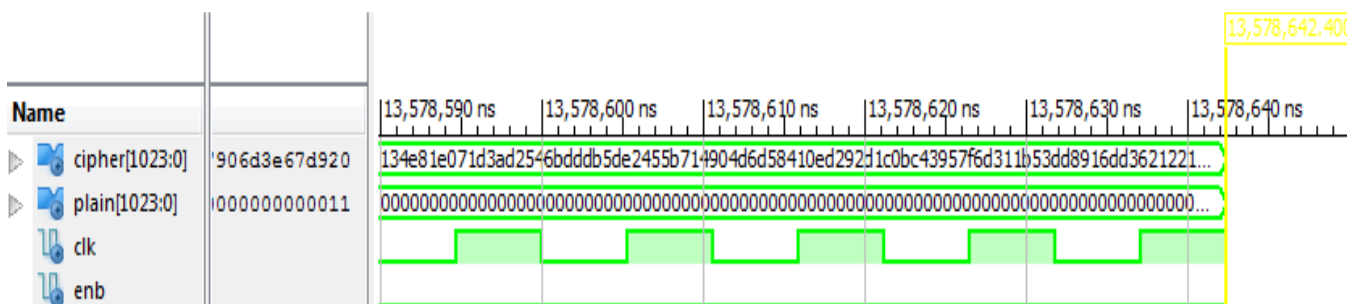 13,578,642.400
Name
13,578,590 ns 13,578,600 ns 13,578,610 ns 13,578,620 ns 13,578,630 ns 13,578,640 ns
cipher[1023:0] 7906d3e67d920 134e81e071d3ad2546bdddb5de2455b714904d6d58410ed292d1c0bc43957f6d311b53dd8916dd3621221...
plain[1023:0] 000000000011
clk
enb